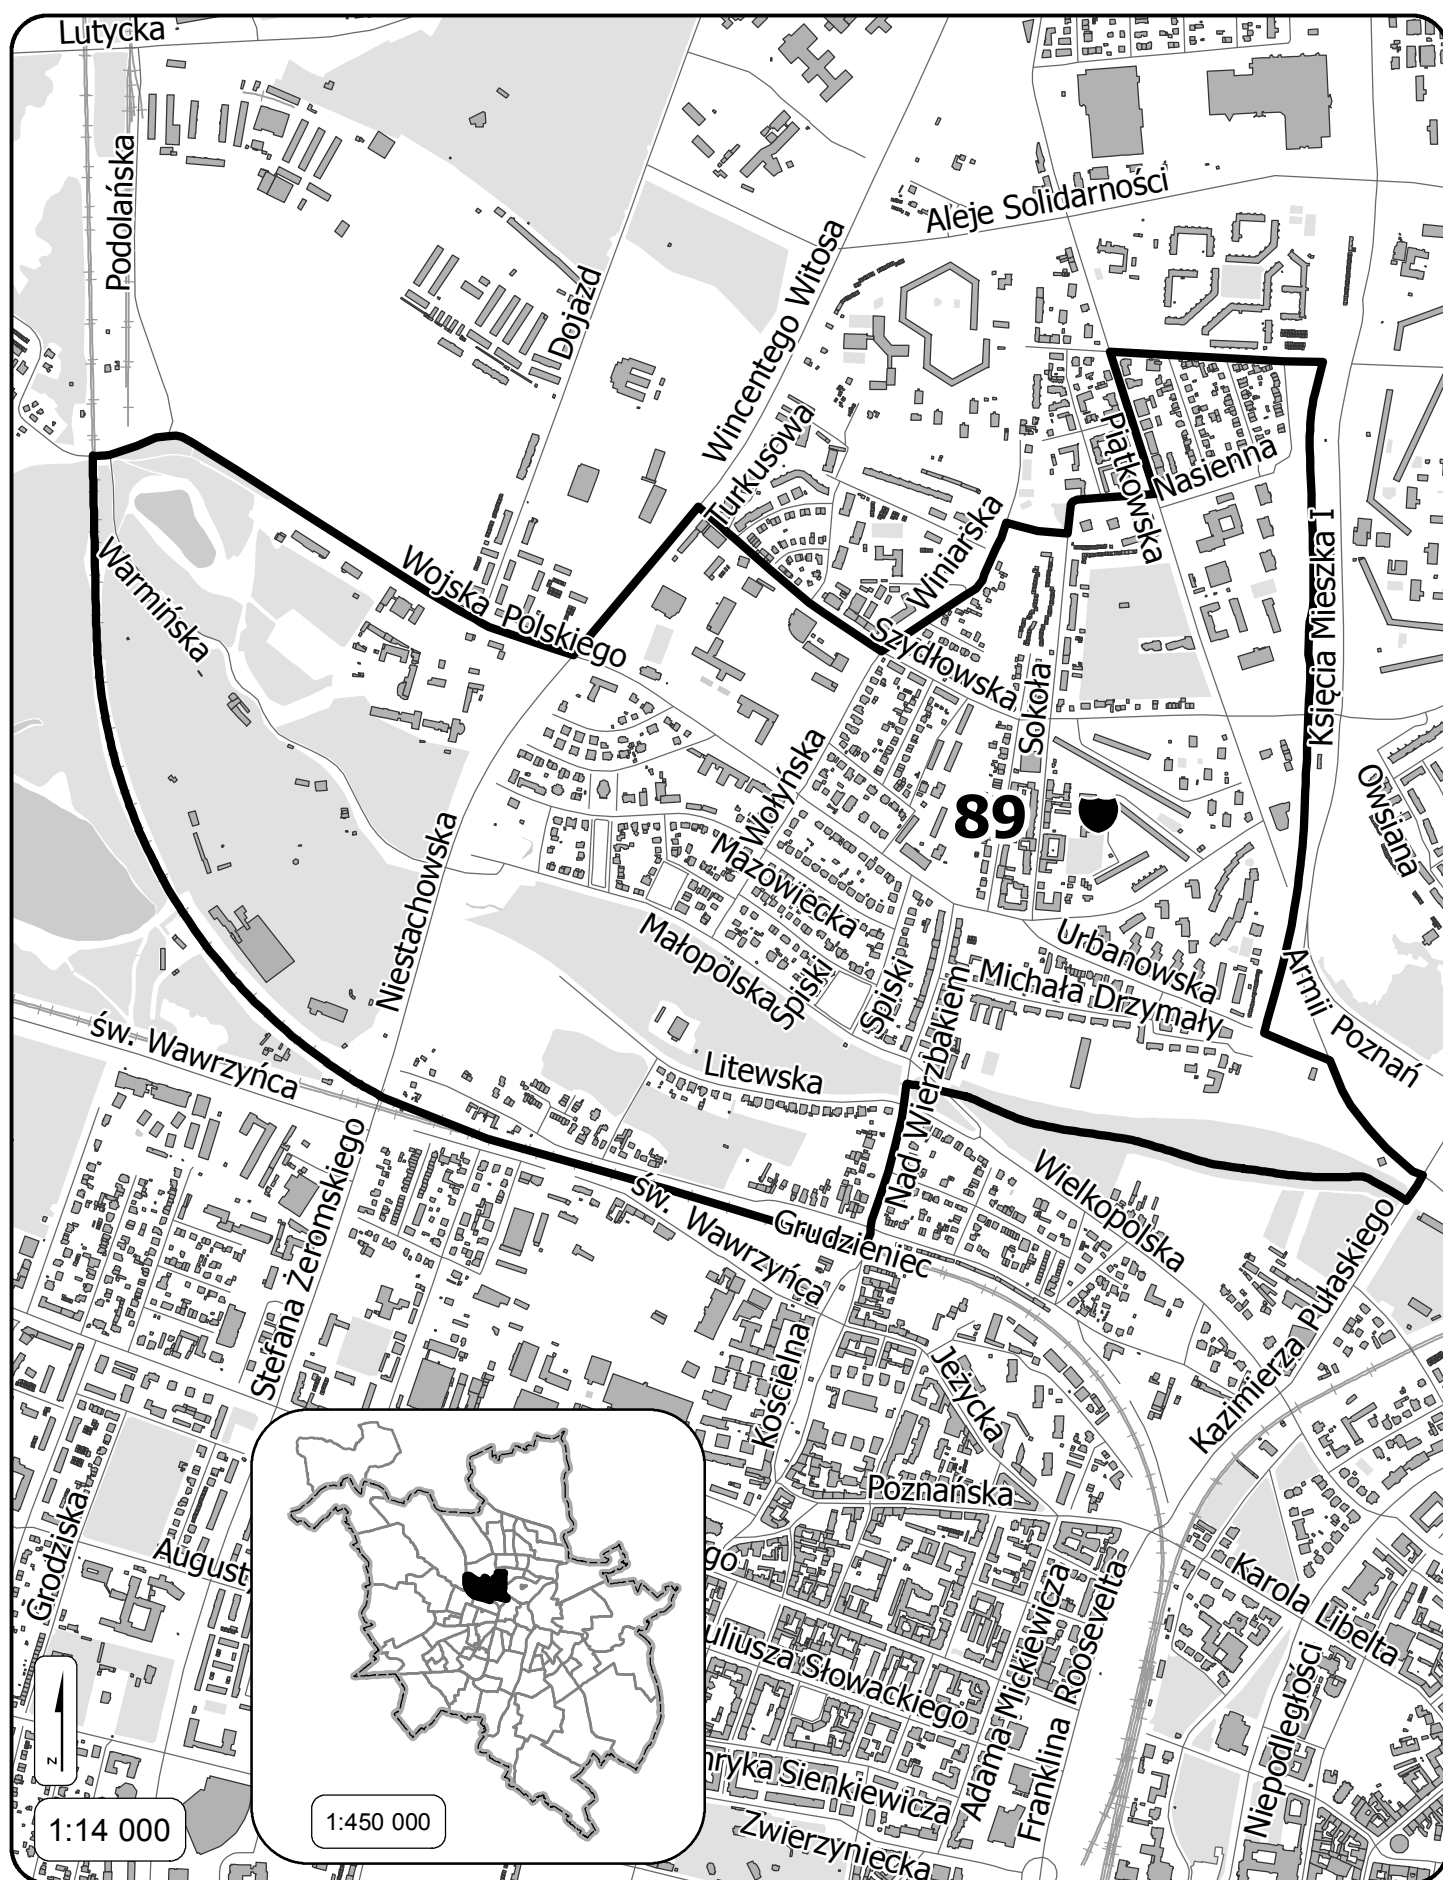 Lutycka
Podolańska
Dojazd
Wincentego Witosa
Aleje Solidarności
Turkusowa
Piątkowska
Nasienna
Winiarska
Księcia Mieszka I
Warmińska
Wojska Polskiego
Szydłowska
Sokoła
Wołyńska
Owsiana
89
Mazowiecka
Niestachowska
Małopolska
Spiski
Spiski
Urbanowska
Michała Drzymały
Armii Poznań
św. Wawrzyńca
Litewska
Nad Wierzbakiem
Wielkopolska
Stefana Żeromskiego
św. Wawrzyńca
Grudzieniec
Kazimierza Pułaskiego
Kościelna
Jeżycka
Poznańska
Grodziska
August
go
Karola Libelta
uliusza Słowackiego
Adama Mickiewicza
Franklina Roosevelta
Niepodległości
nryka Sienkiewicza
Zwierzyniecka
z
1:14 000
1:450 000